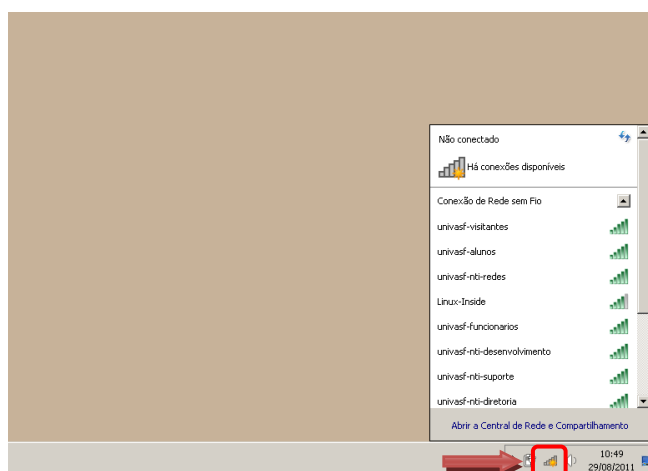 Não conectado
Há conexões disponíveis
Conexão de Rede sem Fio
univasf-visitantes
univasf-alunos
univasf-nti-redes
Linux-Inside
univasf-funcionarios
univasf-nti-desenvolvimento
univasf-nti-suporte
univasf-nti-diretoria
Abrir a Central de Rede e Compartilhamento
10:49
29/08/2011